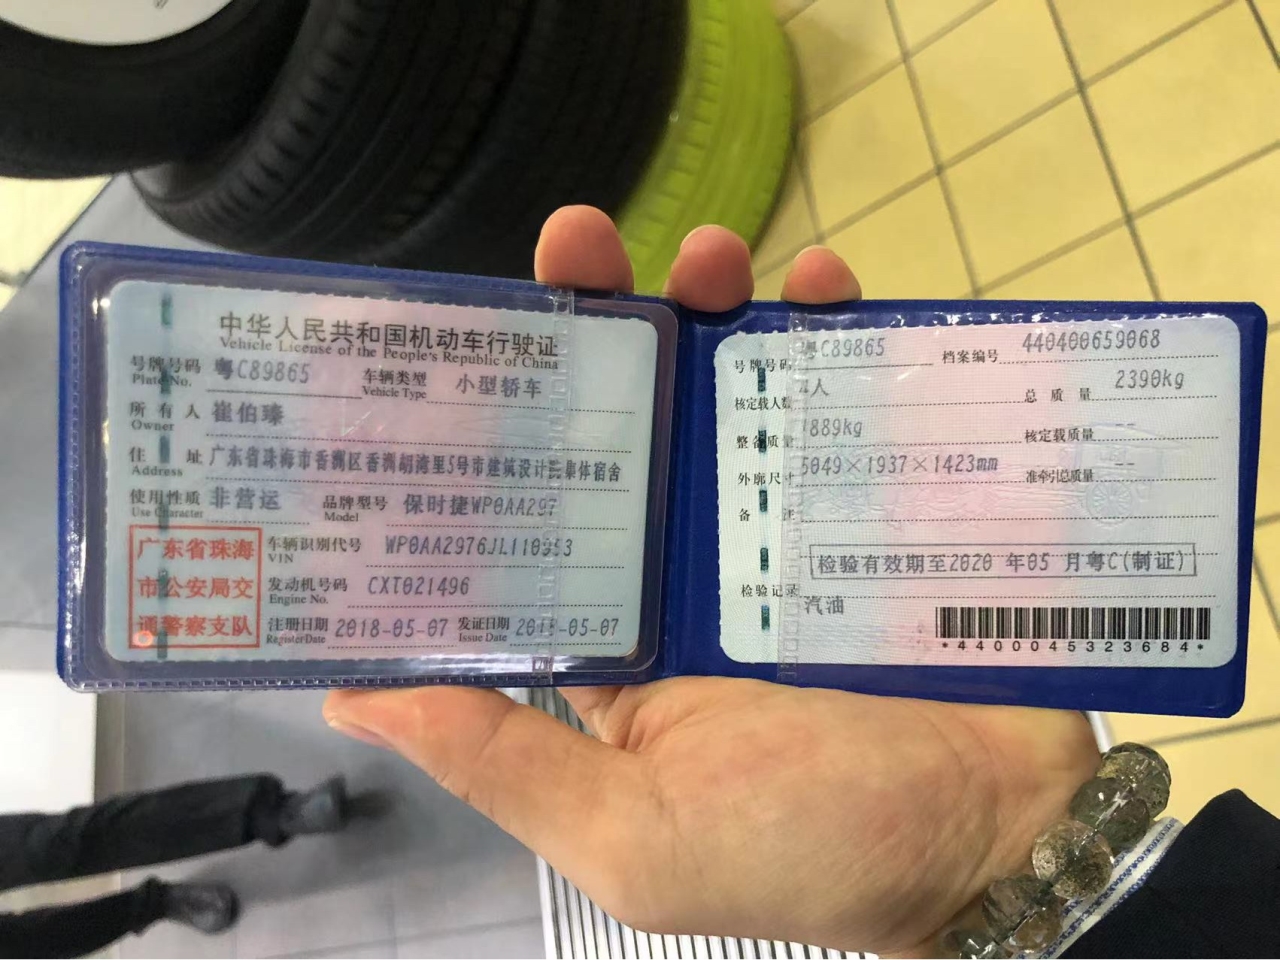 中华人民共和国机动车行驶证
Vehicle License of the People's Republic of China
号牌号码 粤C89865 车辆类型 小型轿车
Plate No. Vehicle Type
所有人 崔伯瑧
Owner
住址 广东省珠海市香洲区香洲胡湾里5号市建筑设计院集体宿舍
Address
使用性质 非营运 品牌型号 保时捷WP0AA297
Use Character Model
广东省珠海
市公安局交
通警察支队
车辆识别代号 WP0AA2976JL110953
VIN
发动机号码 CXT021496
Engine No.
注册日期 2018-05-07 发证日期 2018-05-07
Register Date Issue Date
号牌号码 粤C89865 档案编号 440400659068
核定载人数 人 总质量 2390kg
整备质量 889kg 核定载质量 --
外廓尺寸 5049×1937×1423mm 准牵引总质量 --
备注
检验有效期至2020年05月粤C(制证)
检验记录
汽油
*4400045323684*